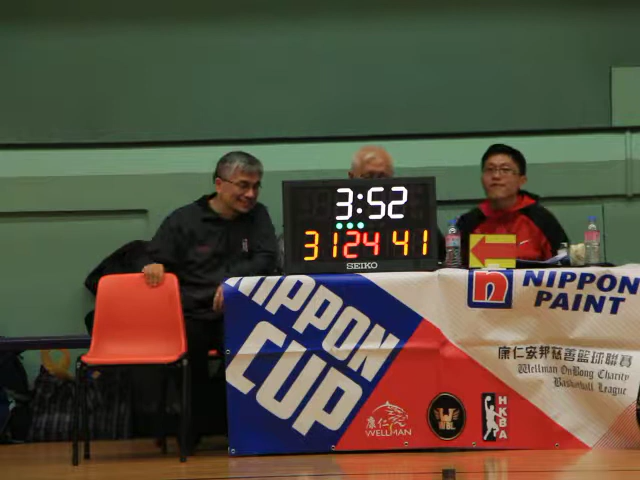 3:52
31 24 41
SEIKO
n NIPPON
PAINT
NIPPON
CUP
康仁安邦慈善籃球聯賽
Wellman OnBong Charity
Basketball League
康仁
WELLMAN
HKBA